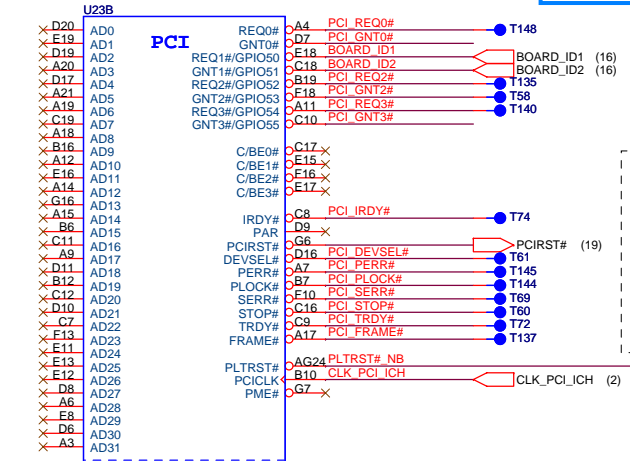 U23B
PCI
D20 AD0 REQ0# A4 PCI_REQ0# T148
E19 AD1 GNT0# D7 PCI_GNT0#
D19 AD2 REQ1#/GPIO50 E18 BOARD_ID1 BOARD_ID1 (16)
A20 AD3 GNT1#/GPIO51 C18 BOARD_ID2 BOARD_ID2 (16)
D17 AD4 REQ2#/GPIO52 B19 PCI_REQ2# T135
A21 AD5 GNT2#/GPIO53 F18 PCI_GNT2# T58
A19 AD6 REQ3#/GPIO54 A11 PCI_REQ3# T140
C19 AD7 GNT3#/GPIO55 C10 PCI_GNT3#
A18 AD8
B16 AD9 C/BE0# C17
A12 AD10 C/BE1# E15
E16 AD11 C/BE2# F16
A14 AD12 C/BE3# E17
G16 AD13
A15 AD14 IRDY# C8 PCI_IRDY# T74
B6 AD15 PAR D9
C11 AD16 PCIRST# G6 PCIRST# (19)
A9 AD17 DEVSEL# D16 PCI_DEVSEL# T61
D11 AD18 PERR# A7 PCI_PERR# T145
B12 AD19 PLOCK# B7 PCI_PLOCK# T144
C12 AD20 SERR# F10 PCI_SERR# T69
D10 AD21 STOP# C16 PCI_STOP# T60
C7 AD22 TRDY# C9 PCI_TRDY# T72
F13 AD23 FRAME# A17 PCI_FRAME# T137
E11 AD24
E13 AD25 PLTRST# AG24 PLTRST#_NB
E12 AD26 PCICLK B10 CLK_PCI_ICH CLK_PCI_ICH (2)
D8 AD27 PME# G7
A6 AD28
E8 AD29
D6 AD30
A3 AD31